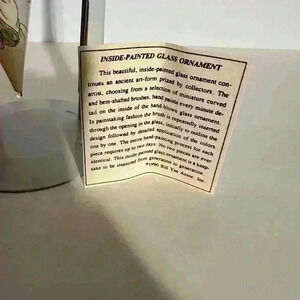 INSIDE-PAINTED GLASS ORNAMENT
This beautiful, inside-painted glass ornament con-
tinues an ancient art-form prized by collectors. The
artist, choosing from a selection of miniature curved
and bent-shafted brushes, hand paints every minute de-
tail on the inside of the hand-blown glass ornament.
In painstaking fashion the brush is repeatedly inserted
through the opening in the glass, initially to outline the
design followed by detailed application of the colors
one by one. The entire hand-painting process for each
piece requires up to two days. No two pieces are ever
identical. This inside-painted glass ornament is a keep-
sake to be treasured from generation to generation.
©1990 Bill Yee Assoc. Inc.